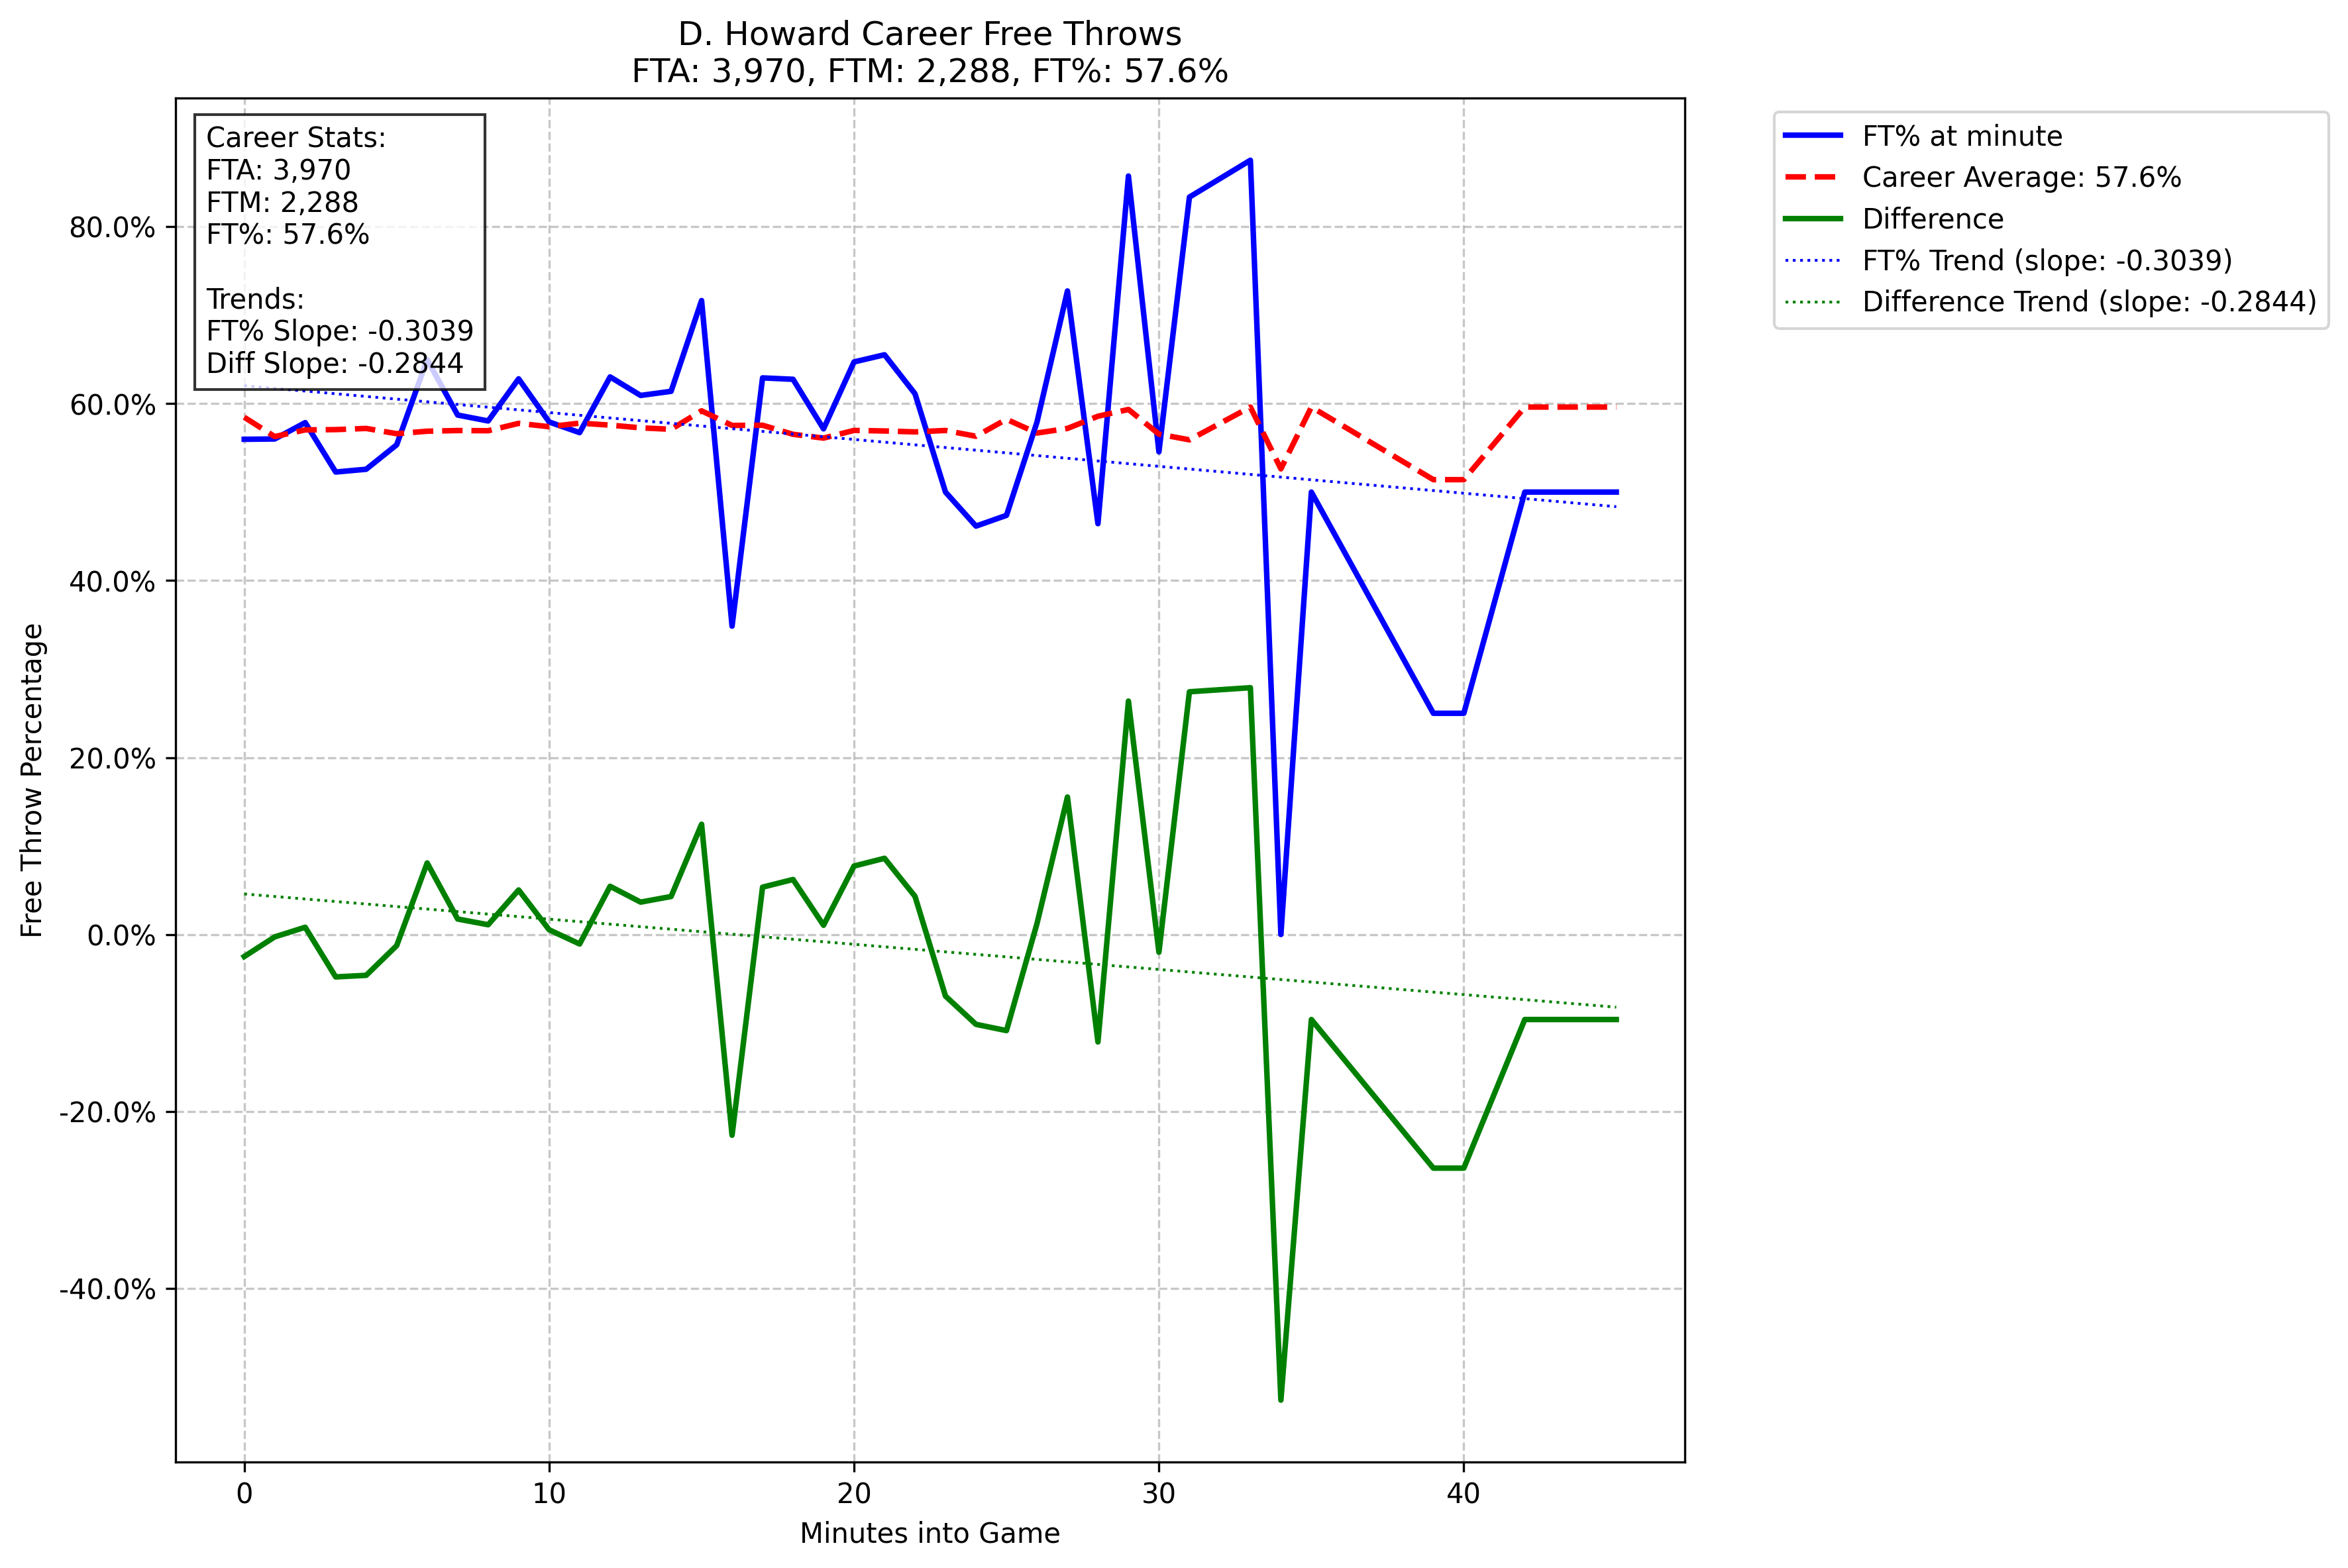 D. Howard Career Free Throws
FTA: 3,970, FTM: 2,288, FT%: 57.6%
Career Stats:
FTA: 3,970
FTM: 2,288
FT%: 57.6%
Trends:
FT% Slope: -0.3039
Diff Slope: -0.2844
FT% at minute
Career Average: 57.6%
Difference
FT% Trend (slope: -0.3039)
Difference Trend (slope: -0.2844)
Free Throw Percentage
80.0%
60.0%
40.0%
20.0%
0.0%
-20.0%
-40.0%
0 10 20 30 40
Minutes into Game